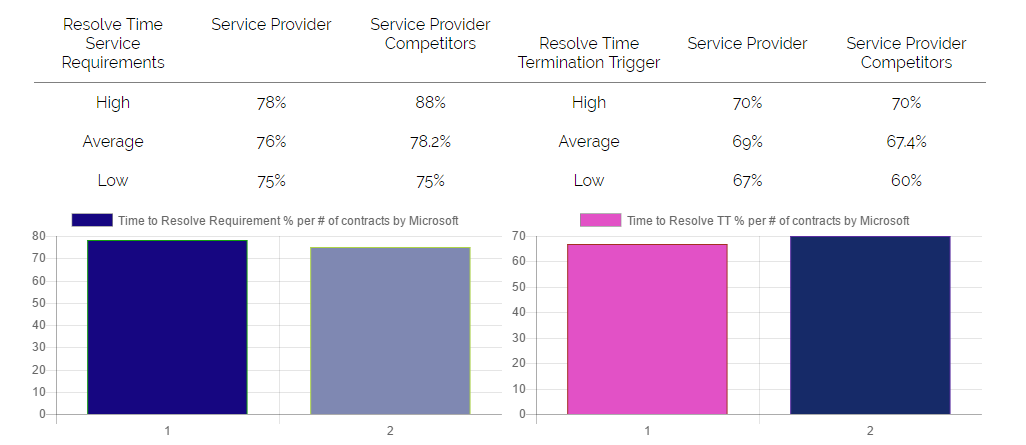 Resolve Time
Service
Requirements
Service Provider
Service Provider
Competitors
High 78% 88%
Average 76% 78.2%
Low 75% 75%
Resolve Time
Termination Trigger
Service Provider
Service Provider
Competitors
High 70% 70%
Average 69% 67.4%
Low 67% 60%
Time to Resolve Requirement % per # of contracts by Microsoft
80
70
60
50
40
30
20
10
0
1 2
Time to Resolve TT % per # of contracts by Microsoft
70
60
50
40
30
20
10
0
1 2